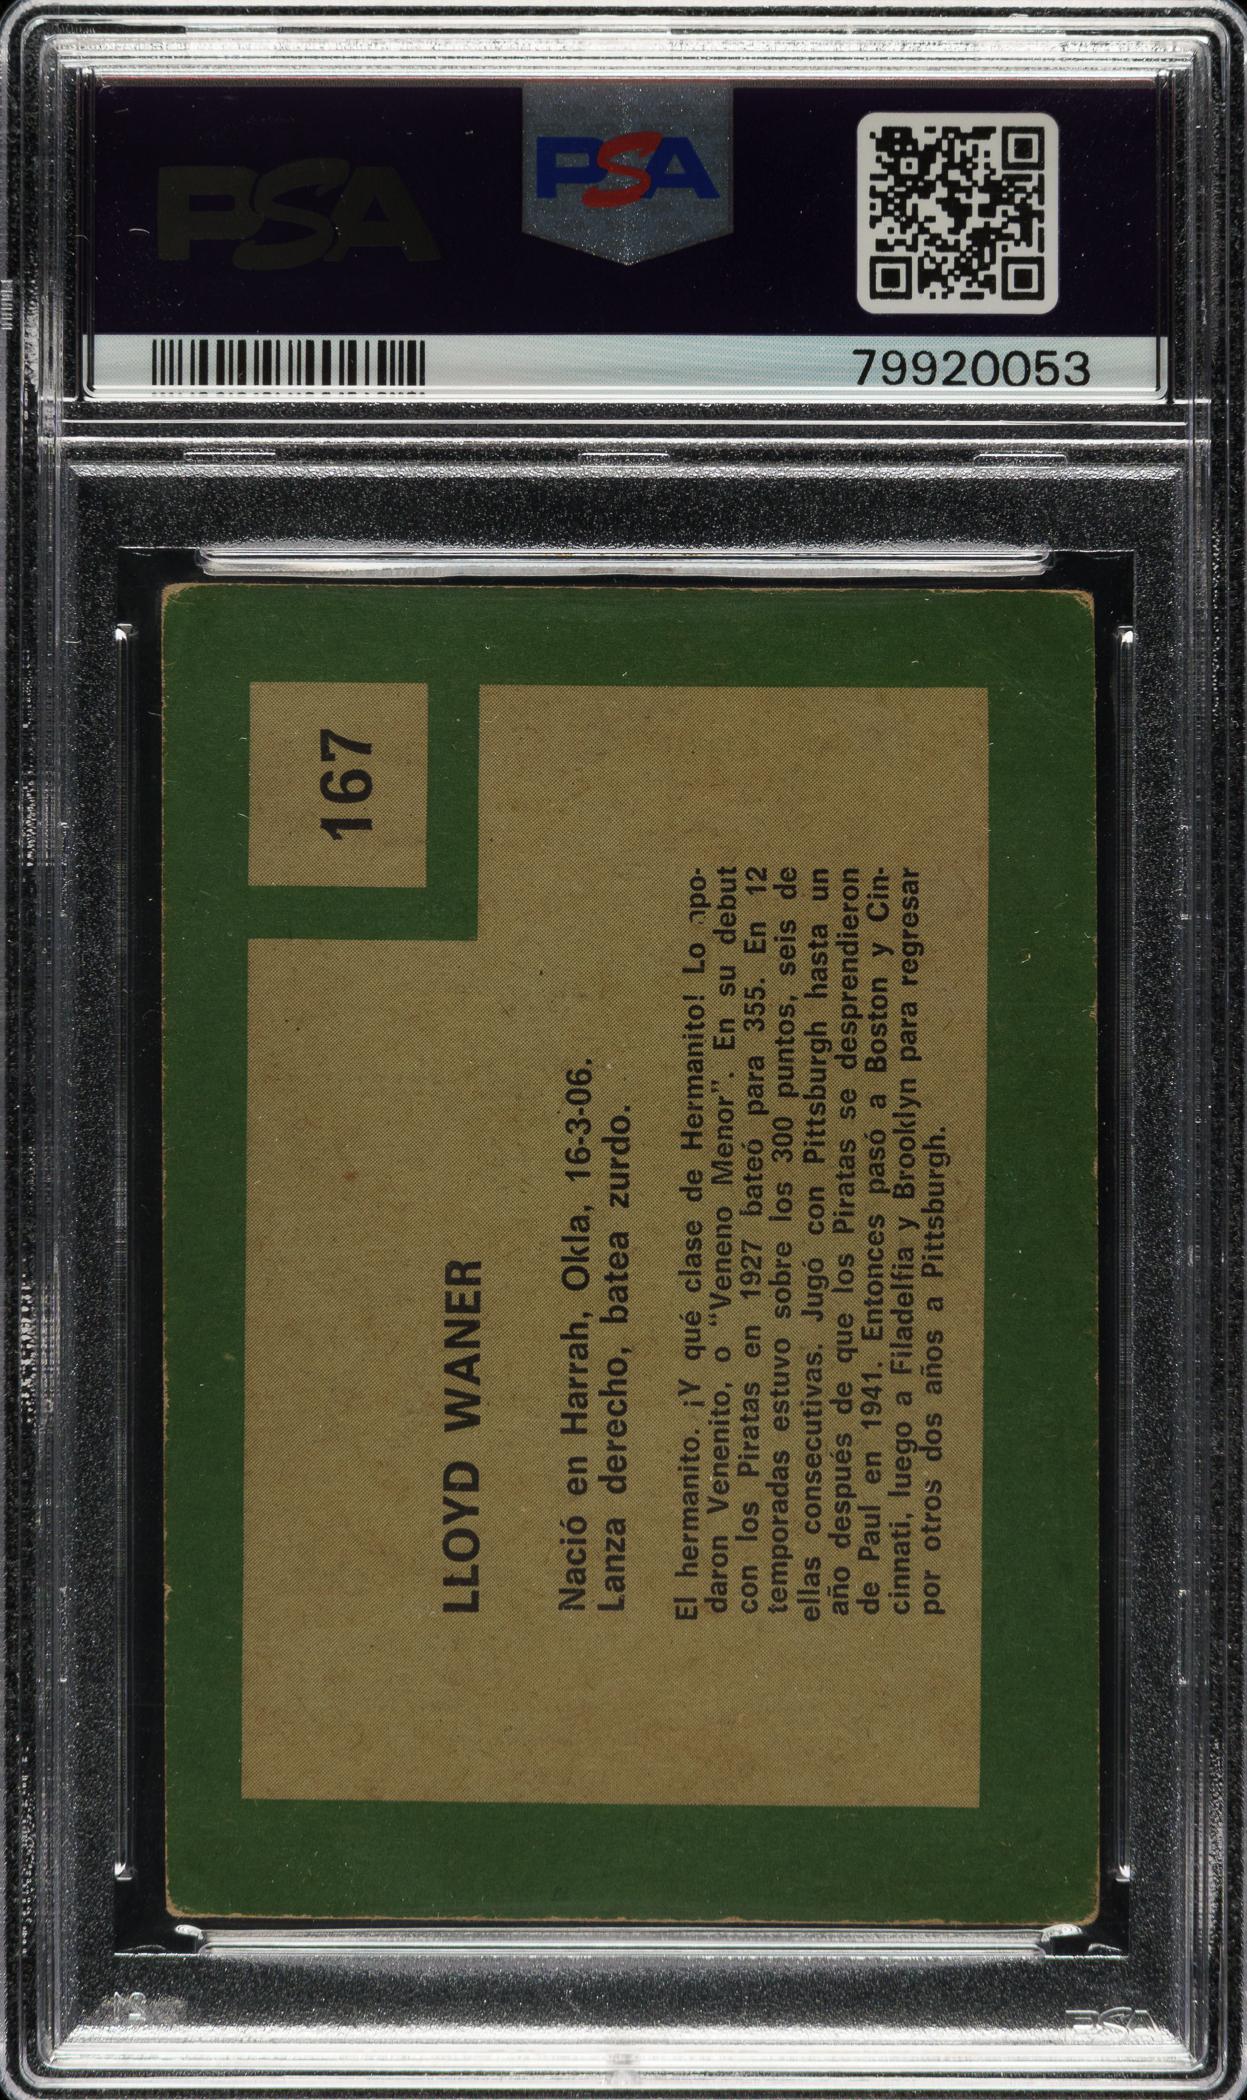 PSA
PSA
79920053
167
LLOYD WANER
Nació en Harrah, Okla, 16-3-06.
Lanza derecho, batea zurdo.
El hermanito. ¡Y qué clase de Hermanito! Lo apo-
daron Venenito, o "Veneno Menor". En su debut
con los Piratas en 1927 bateó para 355. En 12
temporadas estuvo sobre los 300 puntos, seis de
ellas consecutivas. Jugó con Pittsburgh hasta un
año después de que los Piratas se desprendieron
de Paul en 1941. Entonces pasó a Boston y Cin-
cinnati, luego a Filadelfia y Brooklyn para regresar
por otros dos años a Pittsburgh.
PSA